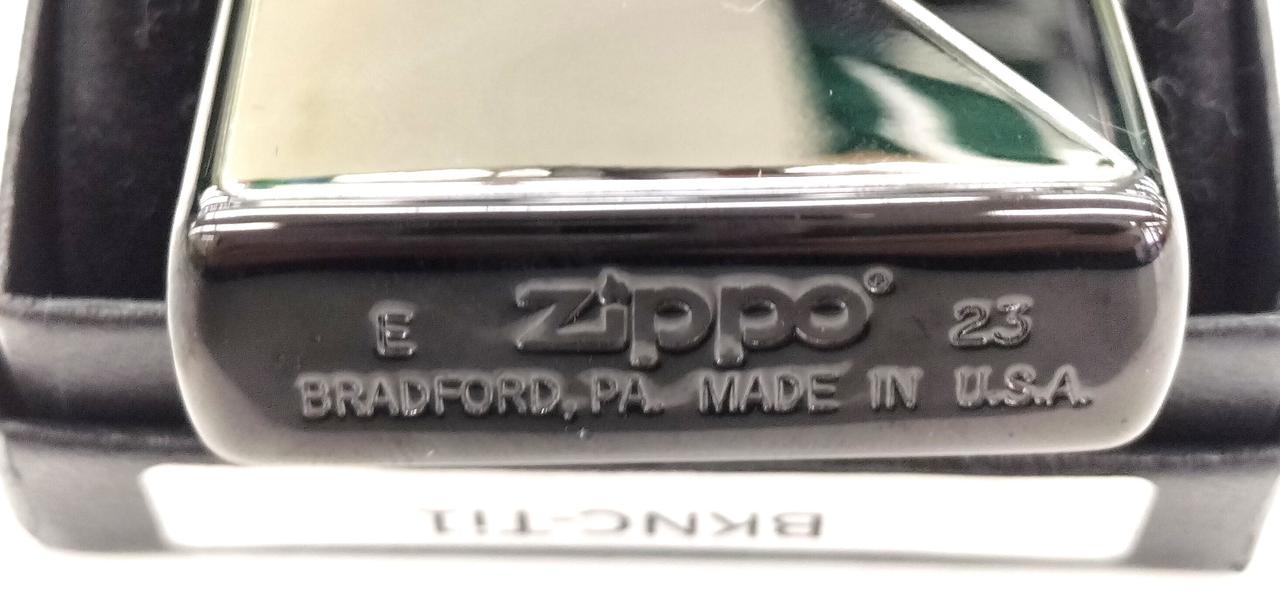 E zippo® 23
BRADFORD, PA. MADE IN U.S.A.
BKNC-Ti1